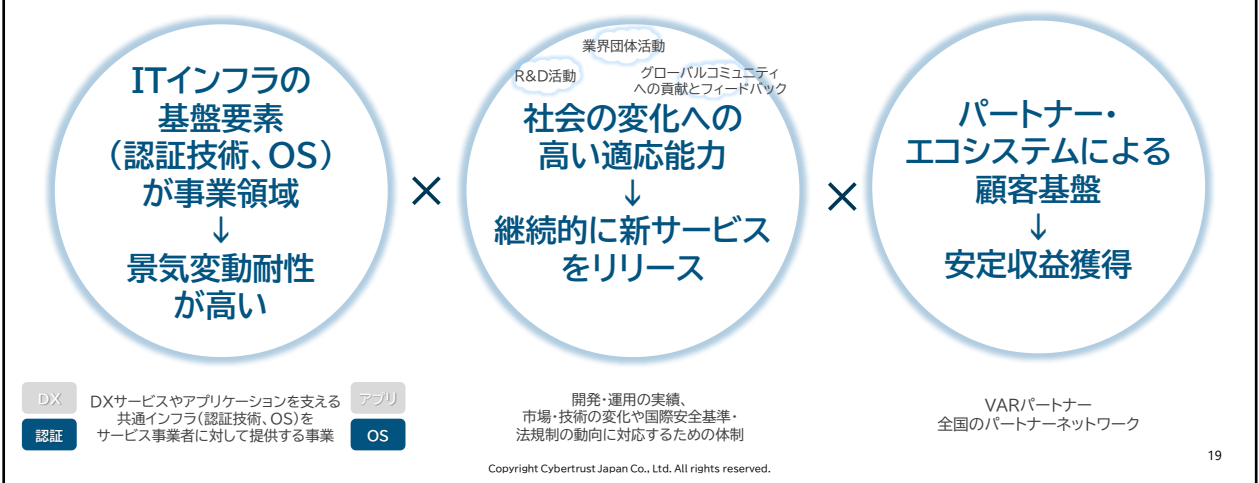 ITインフラの
基盤要素
(認証技術、OS)
が事業領域
↓
景気変動耐性
が高い
×
業界団体活動
R&D活動
グローバルコミュニティ
への貢献とフィードバック
社会の変化への
高い適応能力
↓
継続的に新サービス
をリリース
×
パートナー・
エコシステムによる
顧客基盤
↓
安定収益獲得
DX
認証
DXサービスやアプリケーションを支える
共通インフラ(認証技術、OS)を
サービス事業者に対して提供する事業
アプリ
OS
開発・運用の実績、
市場・技術の変化や国際安全基準・
法規制の動向に対応するための体制
VARパートナー
全国のパートナーネットワーク
Copyright Cybertrust Japan Co., Ltd. All rights reserved.
19